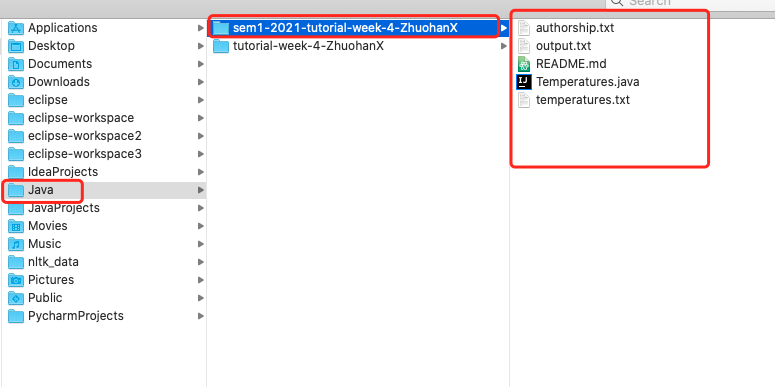 Search
Applications
Desktop
Documents
Downloads
eclipse
eclipse-workspace
eclipse-workspace2
eclipse-workspace3
IdeaProjects
Java
JavaProjects
Movies
Music
nltk_data
Pictures
Public
PycharmProjects
sem1-2021-tutorial-week-4-ZhuohanX
tutorial-week-4-ZhuohanX
authorship.txt
output.txt
README.md
Temperatures.java
temperatures.txt